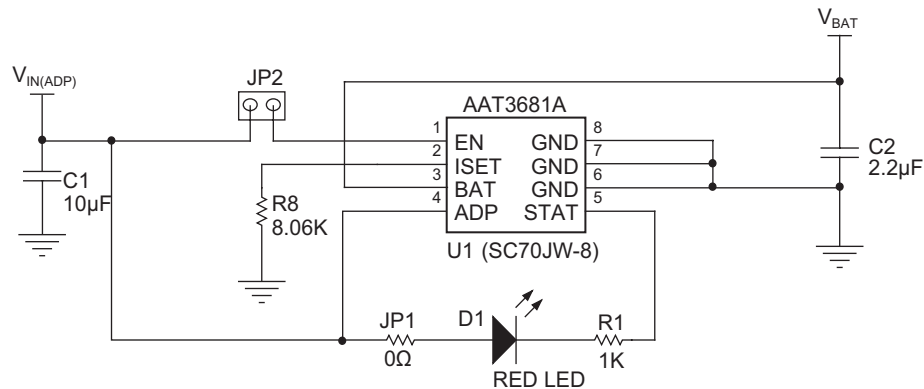 V_BAT
V_IN(ADP)
JP2
AAT3681A
1 EN GND 8
2 ISET GND 7
3 BAT GND 6
4 ADP STAT 5
U1 (SC70JW-8)
C1
10µF
R8
8.06K
C2
2.2µF
JP1
0Ω
D1
RED LED
R1
1K